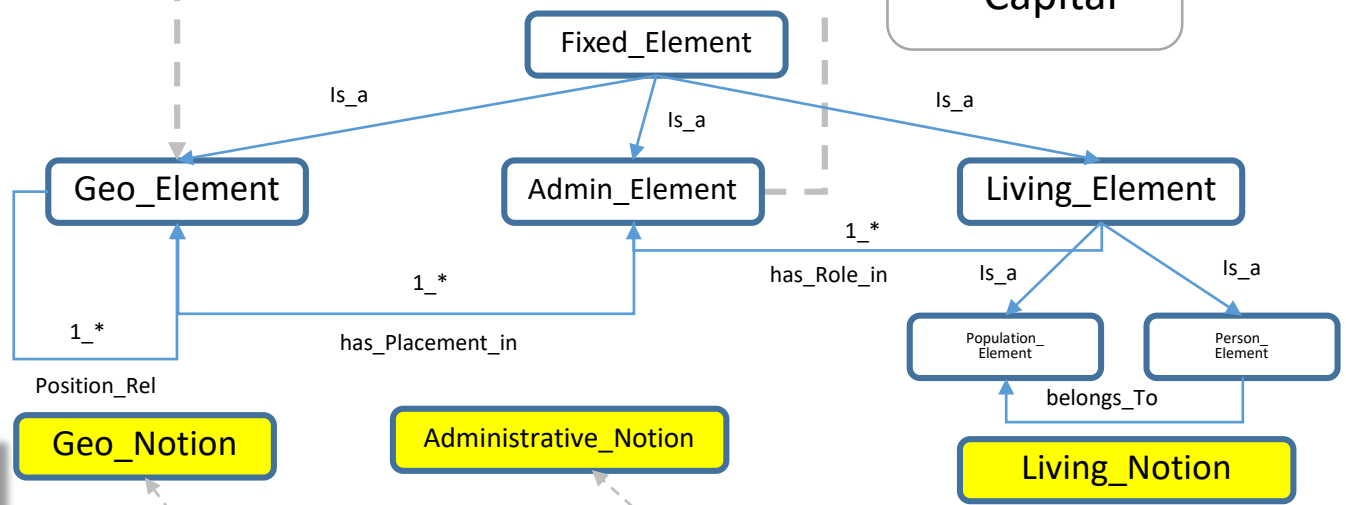 Capital
Fixed_Element
Is_a
Is_a
Is_a
Geo_Element
Admin_Element
Living_Element
1_*
has_Role_in
Is_a
Is_a
1_*
has_Placement_in
1_*
Position_Rel
Population_
Element
Person_
Element
belongs_To
Geo_Notion
Administrative_Notion
Living_Notion